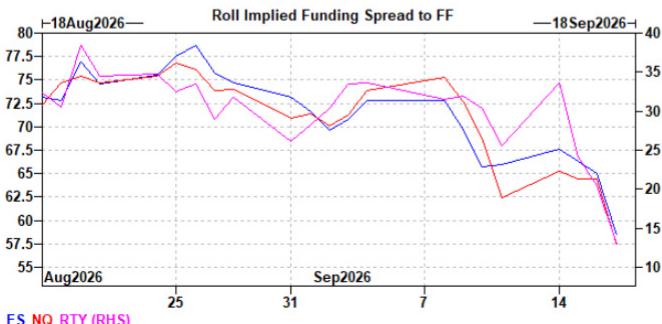 Roll Implied Funding Spread to FF
18Aug2026 18Sep2026
80 40
77.5
75 35
72.5
70 30
67.5
65 25
62.5 20
60
57.5 15
55 10
Aug2026 Sep2026
25 31 7 14
ES NQ RTY (RHS)